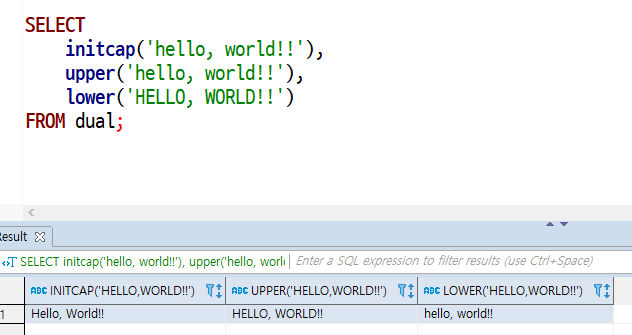 SELECT
initcap('hello, world!!'),
upper('hello, world!!'),
lower('HELLO, WORLD!!')
FROM dual;
Result
SELECT initcap('hello, world!!'), upper('hello, worl Enter a SQL expression to filter results (use Ctrl+Space)
ABC INITCAP('HELLO,WORLD!!') ABC UPPER('HELLO,WORLD!!') ABC LOWER('HELLO,WORLD!!')
1 Hello, World!! HELLO, WORLD!! hello, world!!